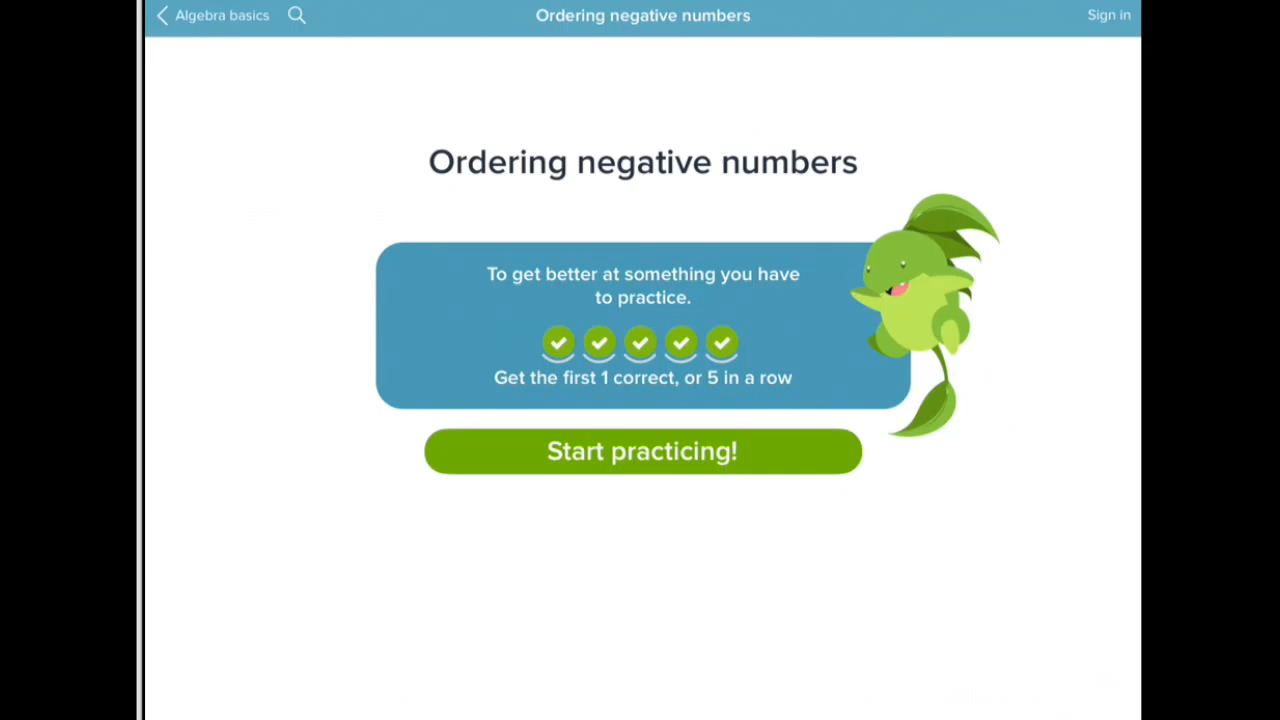 Algebra basics
Ordering negative numbers
Sign in
Ordering negative numbers
To get better at something you have
to practice.
Get the first 1 correct, or 5 in a row
Start practicing!